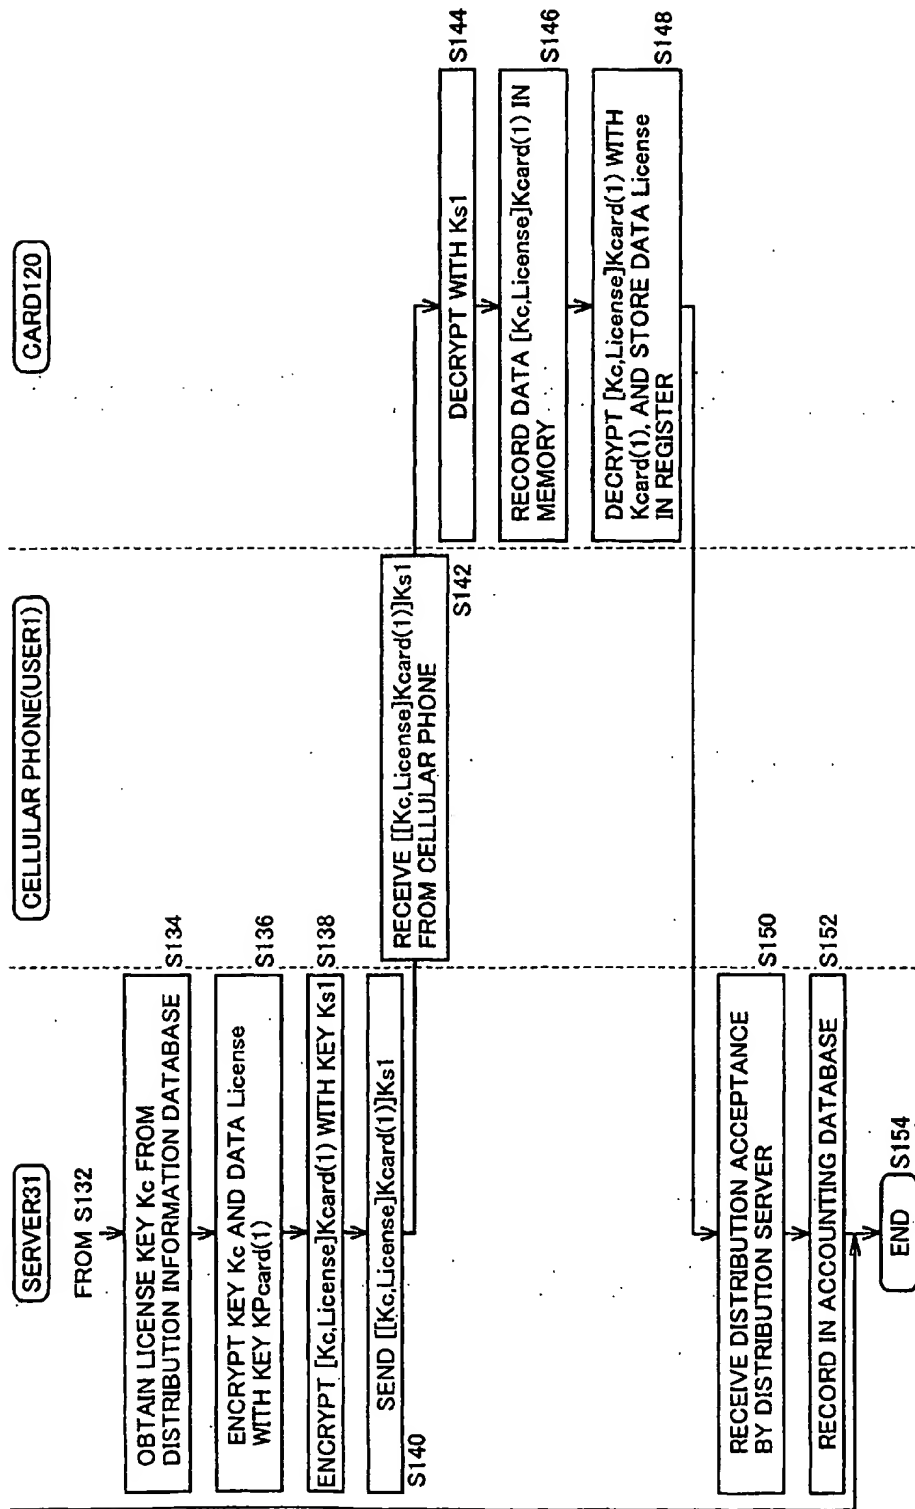 SERVER31
CELLULAR PHONE(USER1)
CARD120
FROM S132
OBTAIN LICENSE KEY Kc FROM
DISTRIBUTION INFORMATION DATABASE
S134
ENCRYPT KEY Kc AND DATA License
WITH KEY KPcard(1)
S136
ENCRYPT [Kc,License]Kcard(1) WITH KEY Ks1
S138
SEND [[Kc,License]Kcard(1)]Ks1
S140
RECEIVE [[Kc,License]Kcard(1)]Ks1
FROM CELLULAR PHONE
S142
DECRYPT WITH Ks1
S144
RECORD DATA [Kc,License]Kcard(1) IN
MEMORY
S146
DECRYPT [Kc,License]Kcard(1) WITH
Kcard(1), AND STORE DATA License
IN REGISTER
S148
RECEIVE DISTRIBUTION ACCEPTANCE
BY DISTRIBUTION SERVER
S150
RECORD IN ACCOUNTING DATABASE
S152
END
S154